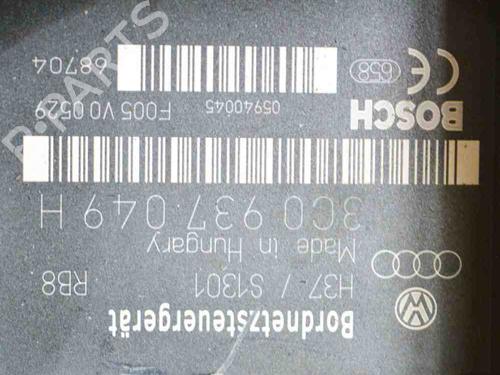 Bordnetzsteuergerät
H37 / S1301 RB8
Made in Hungary
3C0 937 049 H
BOSCH 05940045 F005 V0 0529
CE 658 68704
B-PARTS